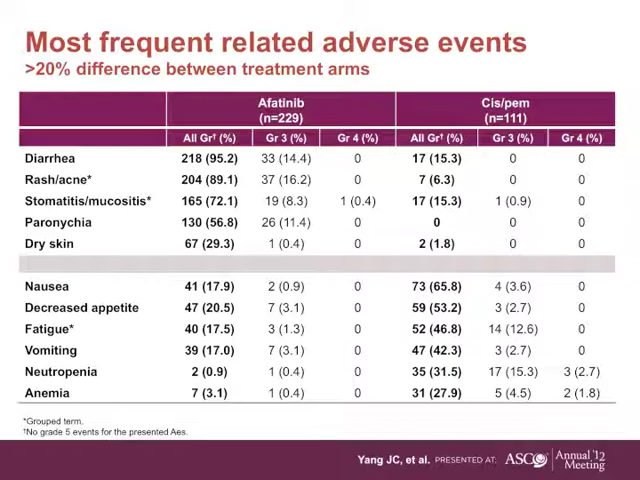 Most frequent related adverse events
>20% difference between treatment arms
Afatinib (n=229) Cis/pem (n=111)
All Gr† (%) Gr 3 (%) Gr 4 (%) All Gr† (%) Gr 3 (%) Gr 4 (%)
Diarrhea 218 (95.2) 33 (14.4) 0 17 (15.3) 0 0
Rash/acne* 204 (89.1) 37 (16.2) 0 7 (6.3) 0 0
Stomatitis/mucositis* 165 (72.1) 19 (8.3) 1 (0.4) 17 (15.3) 1 (0.9) 0
Paronychia 130 (56.8) 26 (11.4) 0 0 0 0
Dry skin 67 (29.3) 1 (0.4) 0 2 (1.8) 0 0
Nausea 41 (17.9) 2 (0.9) 0 73 (65.8) 4 (3.6) 0
Decreased appetite 47 (20.5) 7 (3.1) 0 59 (53.2) 3 (2.7) 0
Fatigue* 40 (17.5) 3 (1.3) 0 52 (46.8) 14 (12.6) 0
Vomiting 39 (17.0) 7 (3.1) 0 47 (42.3) 3 (2.7) 0
Neutropenia 2 (0.9) 1 (0.4) 0 35 (31.5) 17 (15.3) 3 (2.7)
Anemia 7 (3.1) 1 (0.4) 0 31 (27.9) 5 (4.5) 2 (1.8)
*Grouped term.
†No grade 5 events for the presented Aes.
Yang JC, et al. PRESENTED AT: ASCO Annual '12 Meeting